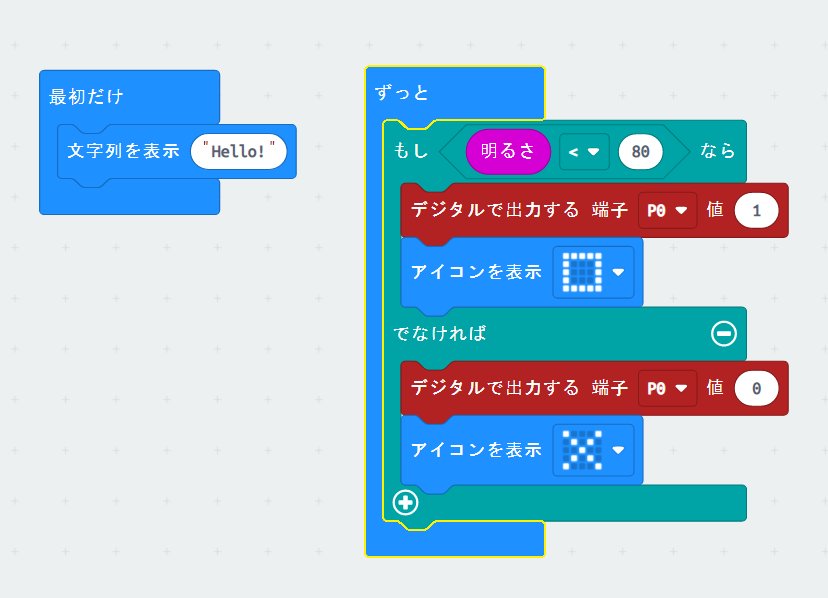 最初だけ
文字列を表示 "Hello!"
ずっと
もし 明るさ < 80 なら
デジタルで出力する 端子 P0 値 1
アイコンを表示
でなければ
デジタルで出力する 端子 P0 値 0
アイコンを表示